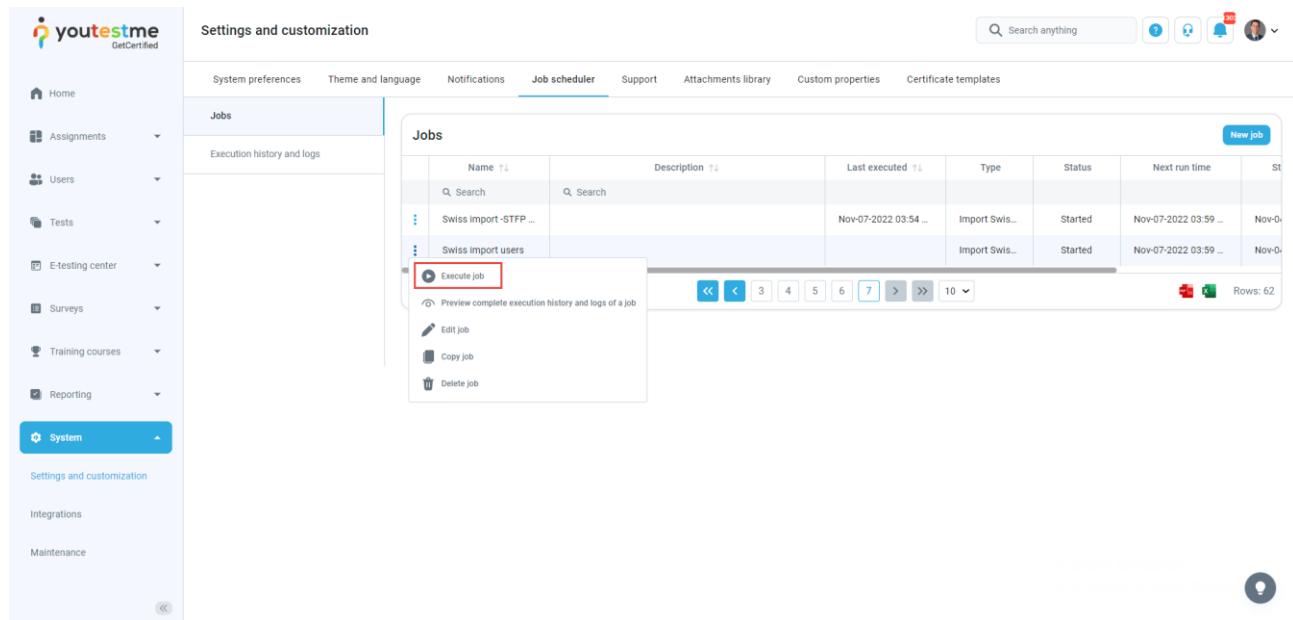 youtestme
GetCertified
Settings and customization
Search anything
System preferences Theme and language Notifications Job scheduler Support Attachments library Custom properties Certificate templates
Home
Assignments
Users
Tests
E-testing center
Surveys
Training courses
Reporting
System
Settings and customization
Integrations
Maintenance
Jobs
Execution history and logs
Jobs
New job
Name Description Last executed Type Status Next run time St
Search Search
Swiss import -STFP ... Nov-07-2022 03:54 ... Import Swis... Started Nov-07-2022 03:59 ... Nov-0
Swiss import users Import Swis... Started Nov-07-2022 03:59 ... Nov-0
Execute job
Preview complete execution history and logs of a job
Edit job
Copy job
Delete job
3 4 5 6 7 10
Rows: 62